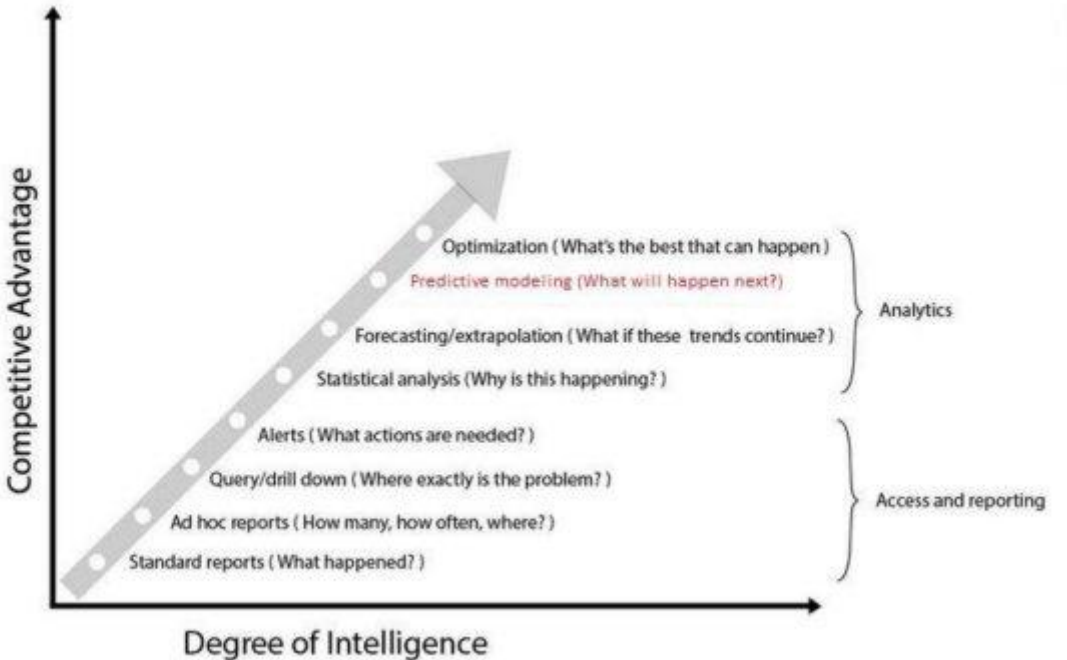 Competitive Advantage
Optimization ( What's the best that can happen )
Predictive modeling (What will happen next?)
Forecasting/extrapolation ( What if these trends continue? )
Statistical analysis (Why is this happening? )
Analytics
Alerts ( What actions are needed? )
Query/drill down ( Where exactly is the problem? )
Ad hoc reports ( How many, how often, where? )
Standard reports ( What happened? )
Access and reporting
Degree of Intelligence